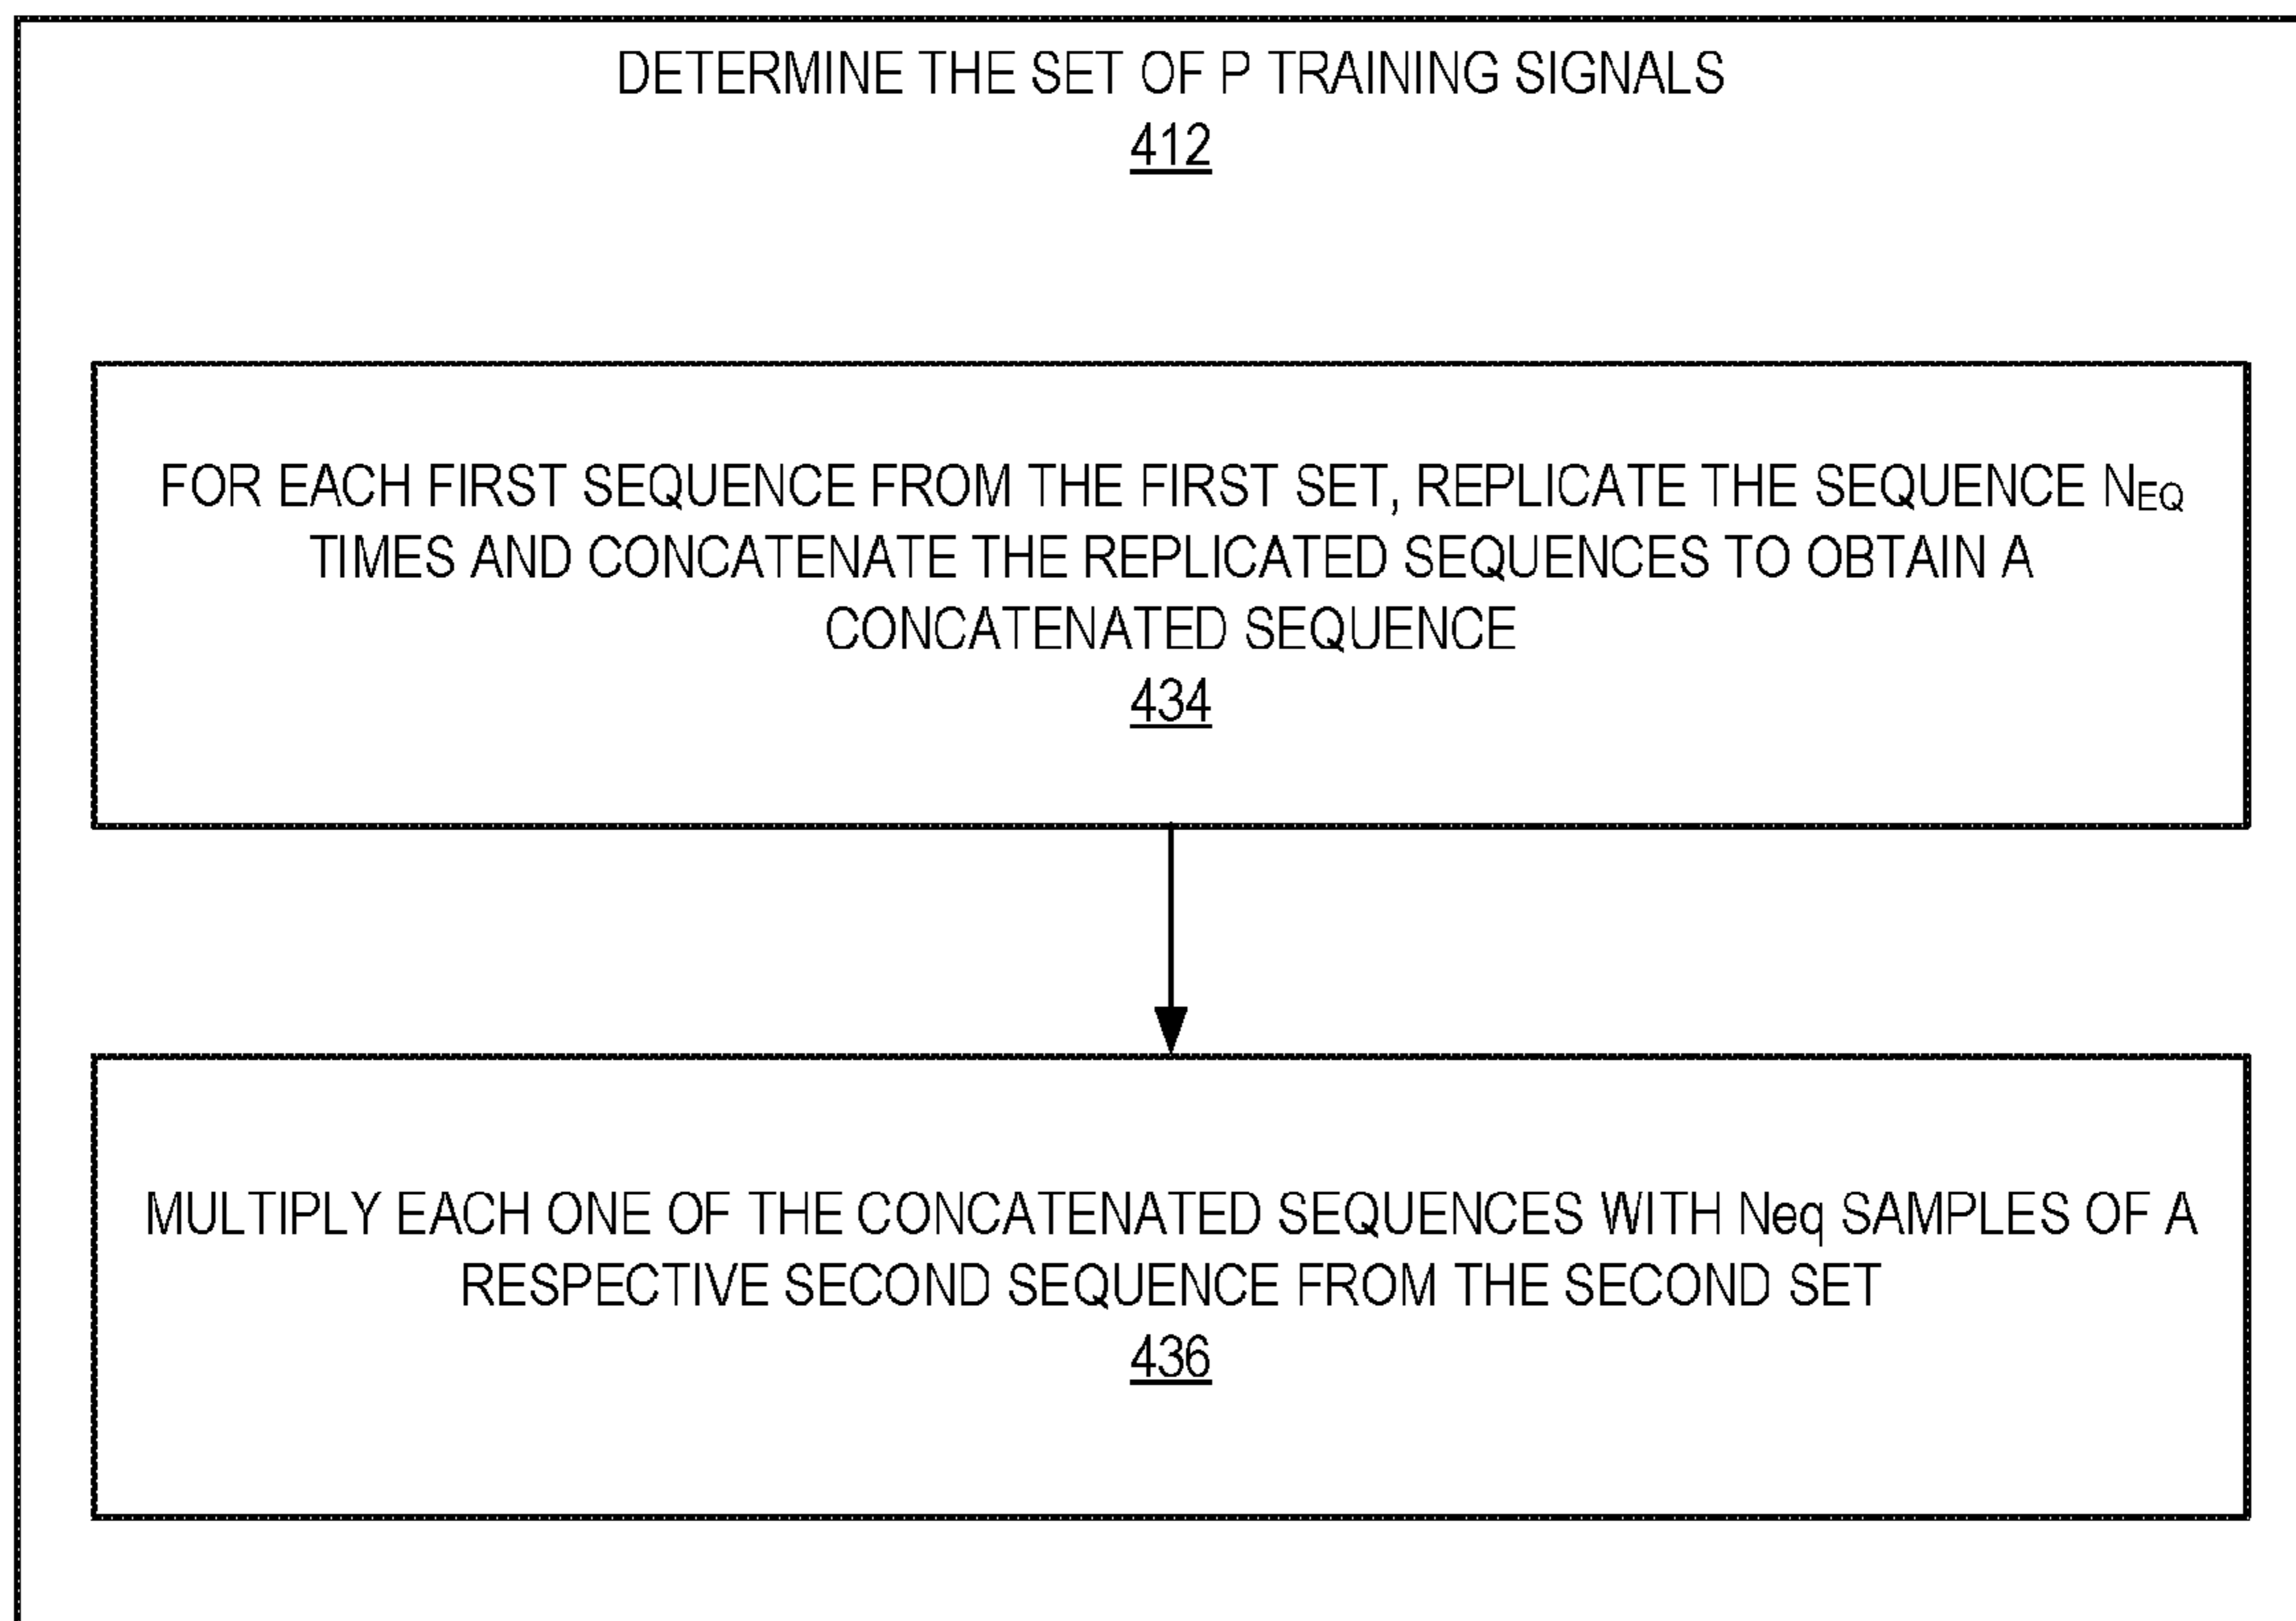 DETERMINE THE SET OF P TRAINING SIGNALS
412
FOR EACH FIRST SEQUENCE FROM THE FIRST SET, REPLICATE THE SEQUENCE NEQ
TIMES AND CONCATENATE THE REPLICATED SEQUENCES TO OBTAIN A
CONCATENATED SEQUENCE
434
MULTIPLY EACH ONE OF THE CONCATENATED SEQUENCES WITH Neq SAMPLES OF A
RESPECTIVE SECOND SEQUENCE FROM THE SECOND SET
436